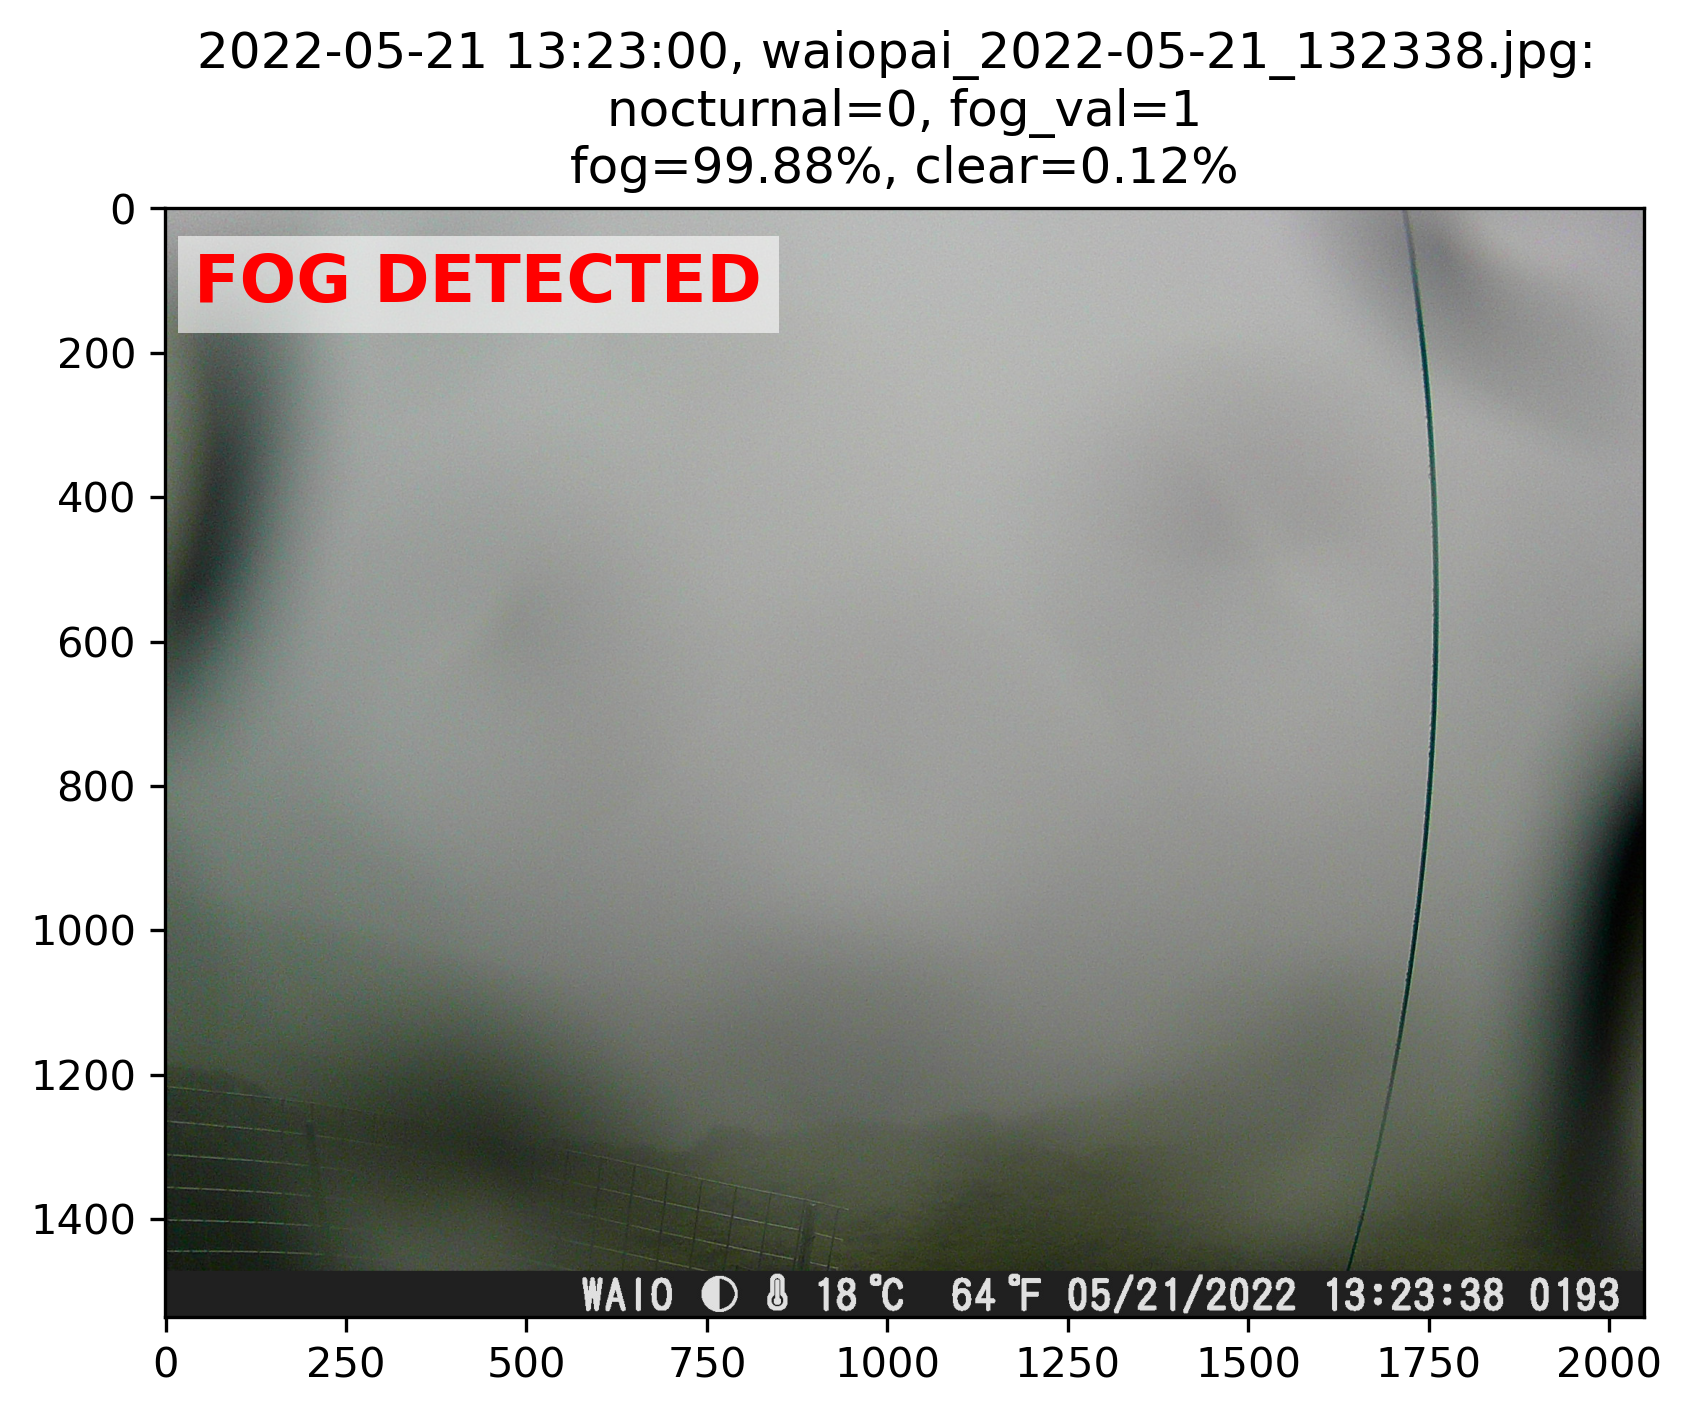 2022-05-21 13:23:00, waiopai_2022-05-21_132338.jpg:
nocturnal=0, fog_val=1
fog=99.88%, clear=0.12%
0
200
400
600
800
1000
1200
1400
FOG DETECTED
WAIO 18°C 64°F 05/21/2022 13:23:38 0193
0 250 500 750 1000 1250 1500 1750 2000